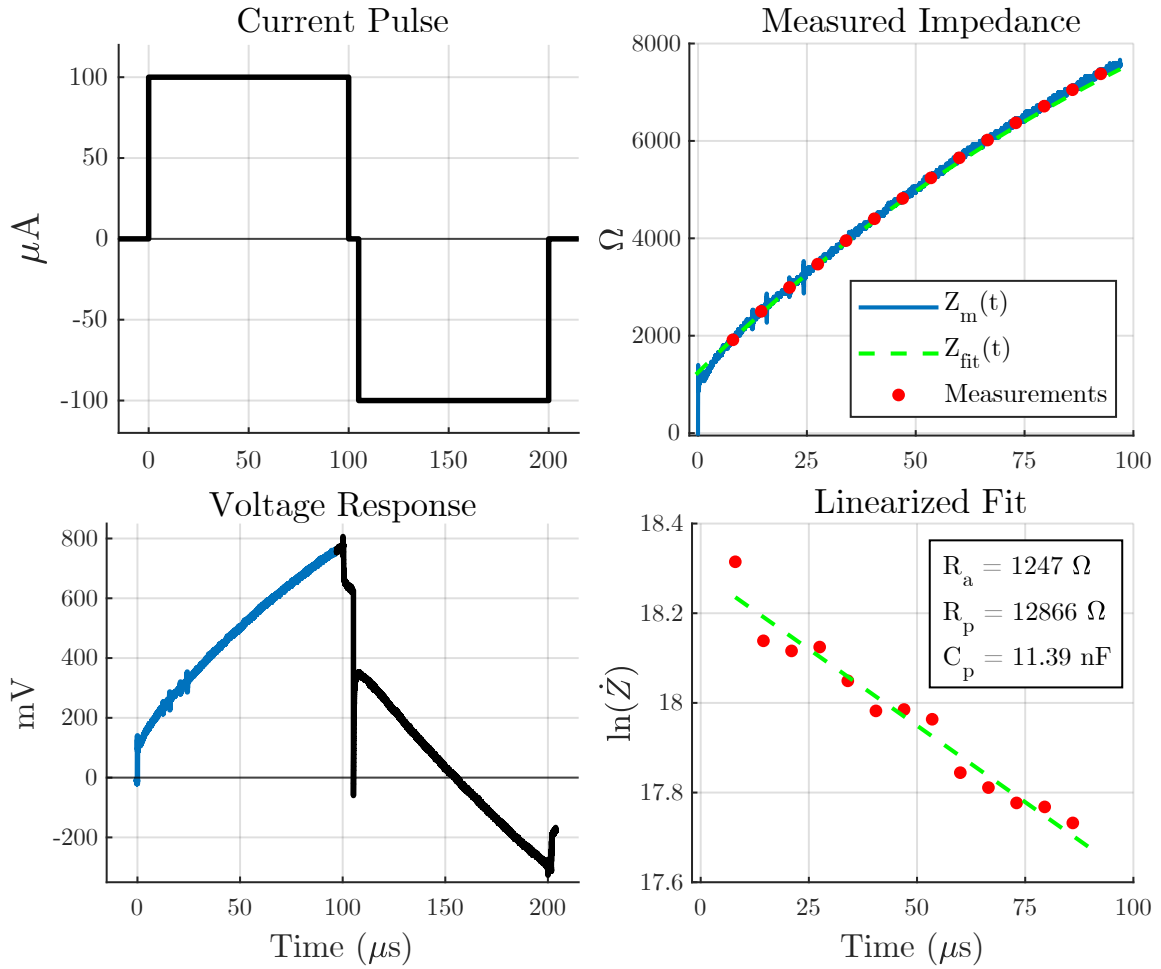 Current Pulse
μA
100
50
0
-50
-100
0 50 100 150 200
Measured Impedance
Ω
8000
6000
4000
2000
0
0 25 50 75 100
Z_m(t)
Z_fit(t)
Measurements
Voltage Response
mV
800
600
400
200
0
-200
0 50 100 150 200
Time (μs)
Linearized Fit
ln(Ż)
18.4
18.2
18
17.8
17.6
0 25 50 75 100
Time (μs)
R_a = 1247 Ω
R_p = 12866 Ω
C_p = 11.39 nF